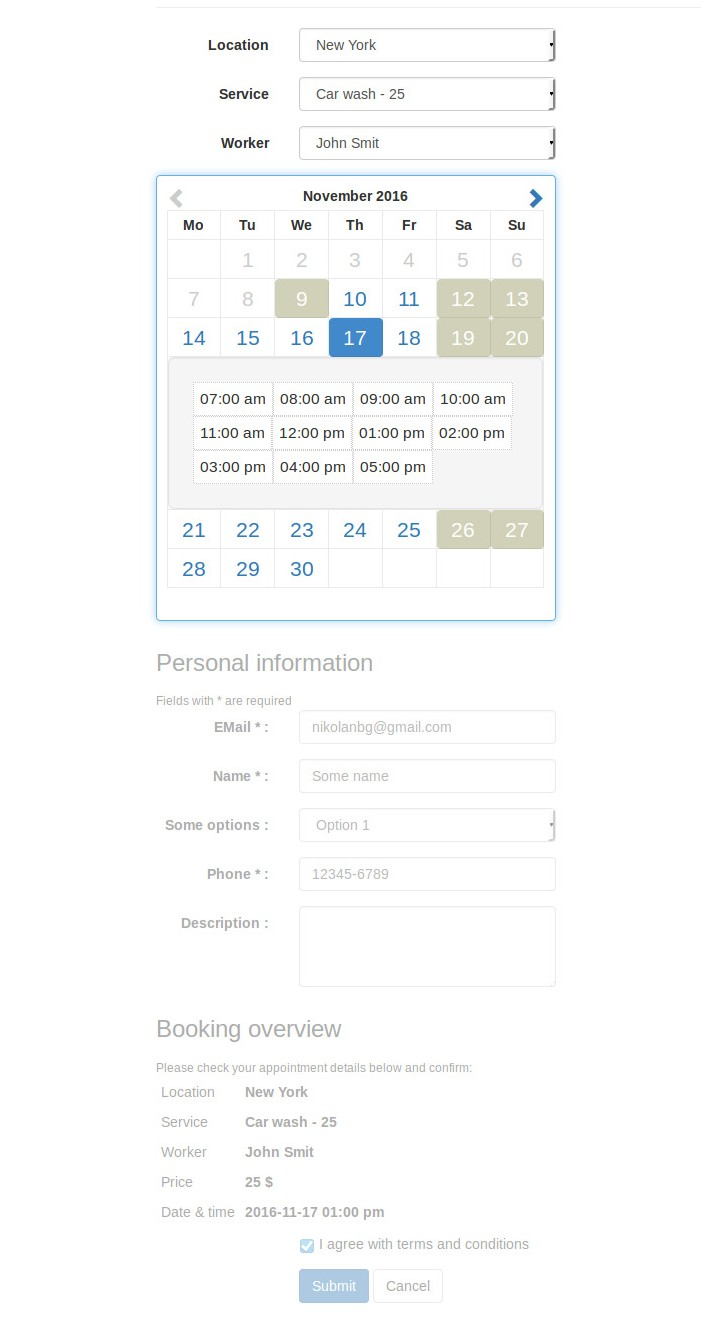 Location New York
Service Car wash - 25
Worker John Smit
November 2016
Mo Tu We Th Fr Sa Su
1 2 3 4 5 6
7 8 9 10 11 12 13
14 15 16 17 18 19 20
07:00 am 08:00 am 09:00 am 10:00 am
11:00 am 12:00 pm 01:00 pm 02:00 pm
03:00 pm 04:00 pm 05:00 pm
21 22 23 24 25 26 27
28 29 30
Personal information
Fields with * are required
EMail * : nikolanbg@gmail.com
Name * : Some name
Some options : Option 1
Phone * : 12345-6789
Description :
Booking overview
Please check your appointment details below and confirm:
Location New York
Service Car wash - 25
Worker John Smit
Price 25 $
Date & time 2016-11-17 01:00 pm
I agree with terms and conditions
Submit Cancel